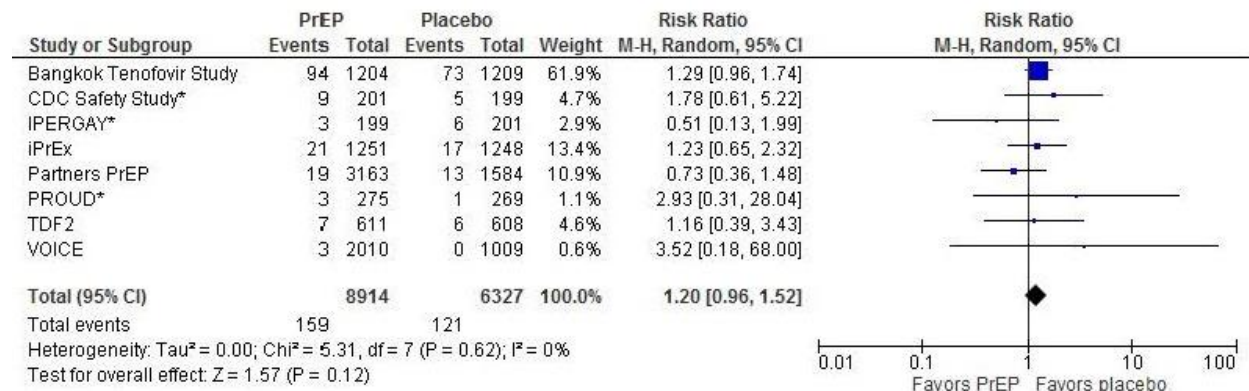 PrEP Placebo Risk Ratio Risk Ratio
Study or Subgroup Events Total Events Total Weight M-H, Random, 95% CI M-H, Random, 95% CI
Bangkok Tenofovir Study 94 1204 73 1209 61.9% 1.29 [0.96, 1.74]
CDC Safety Study* 9 201 5 199 4.7% 1.78 [0.61, 5.22]
IPERGAY* 3 199 6 201 2.9% 0.51 [0.13, 1.99]
iPrEx 21 1251 17 1248 13.4% 1.23 [0.65, 2.32]
Partners PrEP 19 3163 13 1584 10.9% 0.73 [0.36, 1.48]
PROUD* 3 275 1 269 1.1% 2.93 [0.31, 28.04]
TDF2 7 611 6 608 4.6% 1.16 [0.39, 3.43]
VOICE 3 2010 0 1009 0.6% 3.52 [0.18, 68.00]
Total (95% CI) 8914 6327 100.0% 1.20 [0.96, 1.52]
Total events 159 121
Heterogeneity: Tau² = 0.00; Chi² = 5.31, df = 7 (P = 0.62); I² = 0%
Test for overall effect: Z = 1.57 (P = 0.12)
0.01 0.1 1 10 100
Favors PrEP Favors placebo